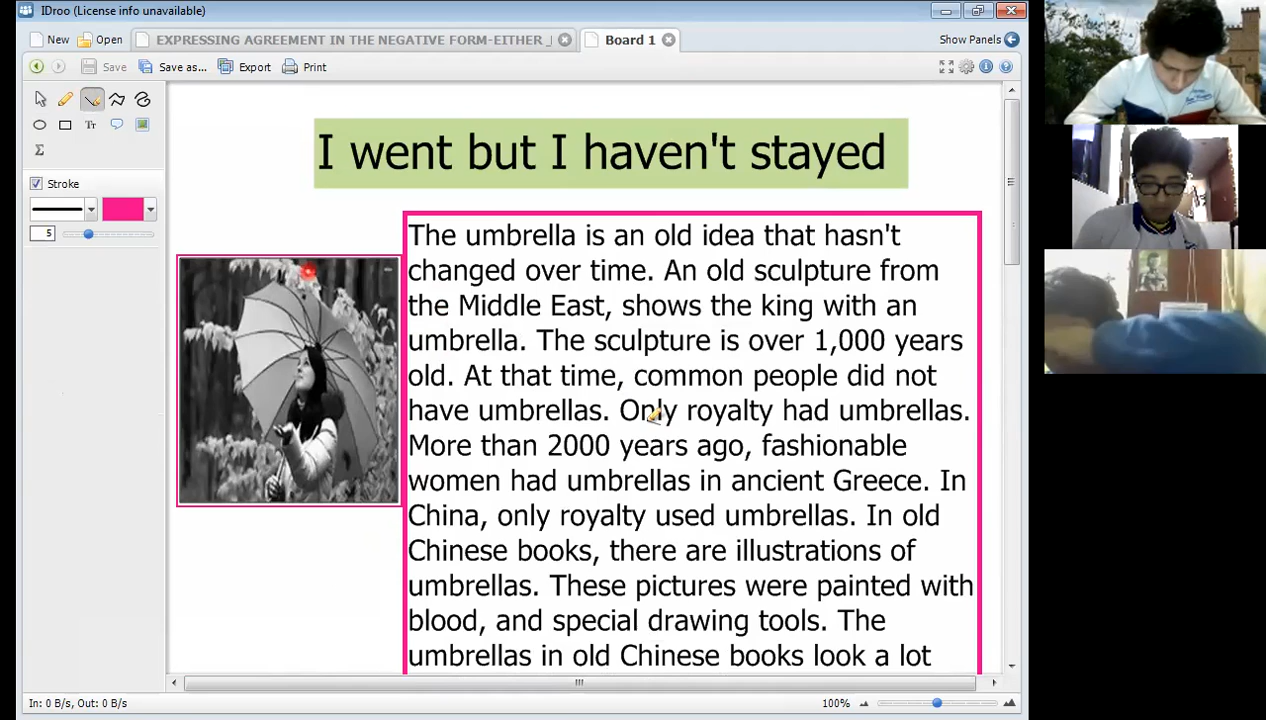 IDroo (License info unavailable)
New Open EXPRESSING AGREEMENT IN THE NEGATIVE FORM-EITHER_ Board 1 Show Panels
Save Save as... Export Print
Tт
Σ
Stroke
5
I went but I haven't stayed
The umbrella is an old idea that hasn't
changed over time. An old sculpture from
the Middle East, shows the king with an
umbrella. The sculpture is over 1,000 years
old. At that time, common people did not
have umbrellas. Only royalty had umbrellas.
More than 2000 years ago, fashionable
women had umbrellas in ancient Greece. In
China, only royalty used umbrellas. In old
Chinese books, there are illustrations of
umbrellas. These pictures were painted with
blood, and special drawing tools. The
umbrellas in old Chinese books look a lot
In: 0 B/s, Out: 0 B/s 100%